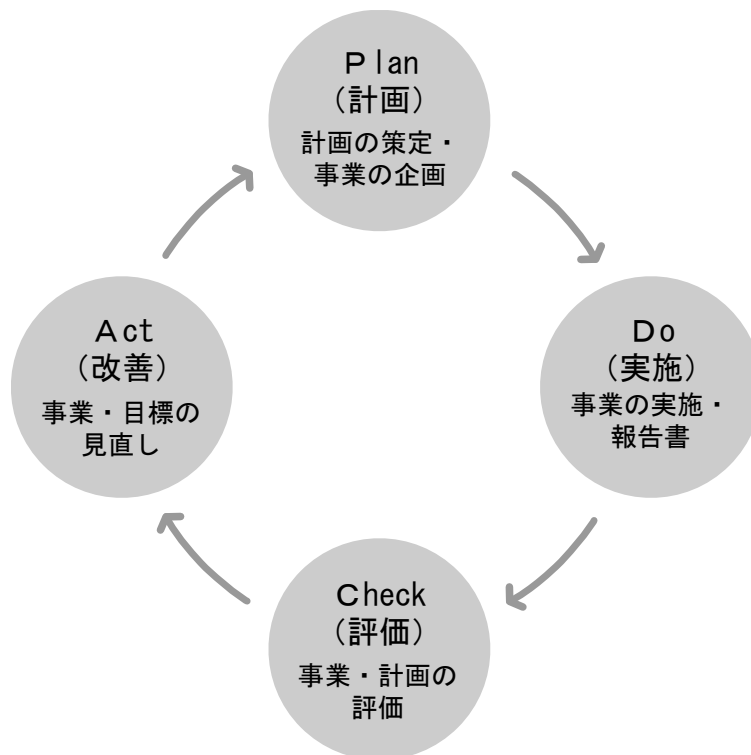 Plan
(計画)
計画の策定・
事業の企画
Do
(実施)
事業の実施・
報告書
Check
(評価)
事業・計画の
評価
Act
(改善)
事業・目標の
見直し